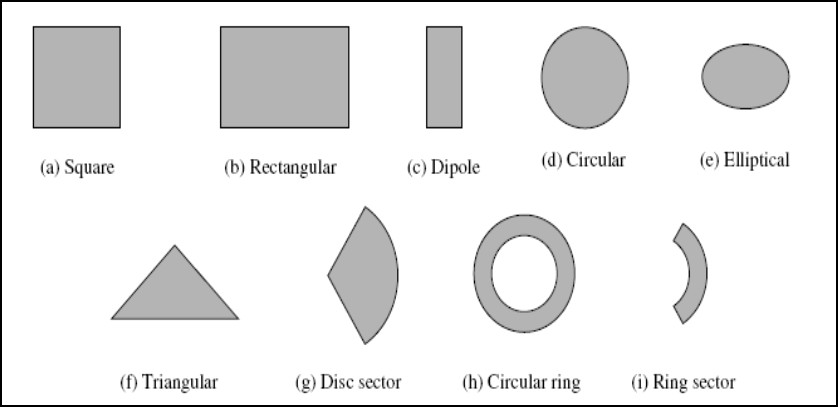 (a) Square
(b) Rectangular
(c) Dipole
(d) Circular
(e) Elliptical
(f) Triangular
(g) Disc sector
(h) Circular ring
(i) Ring sector